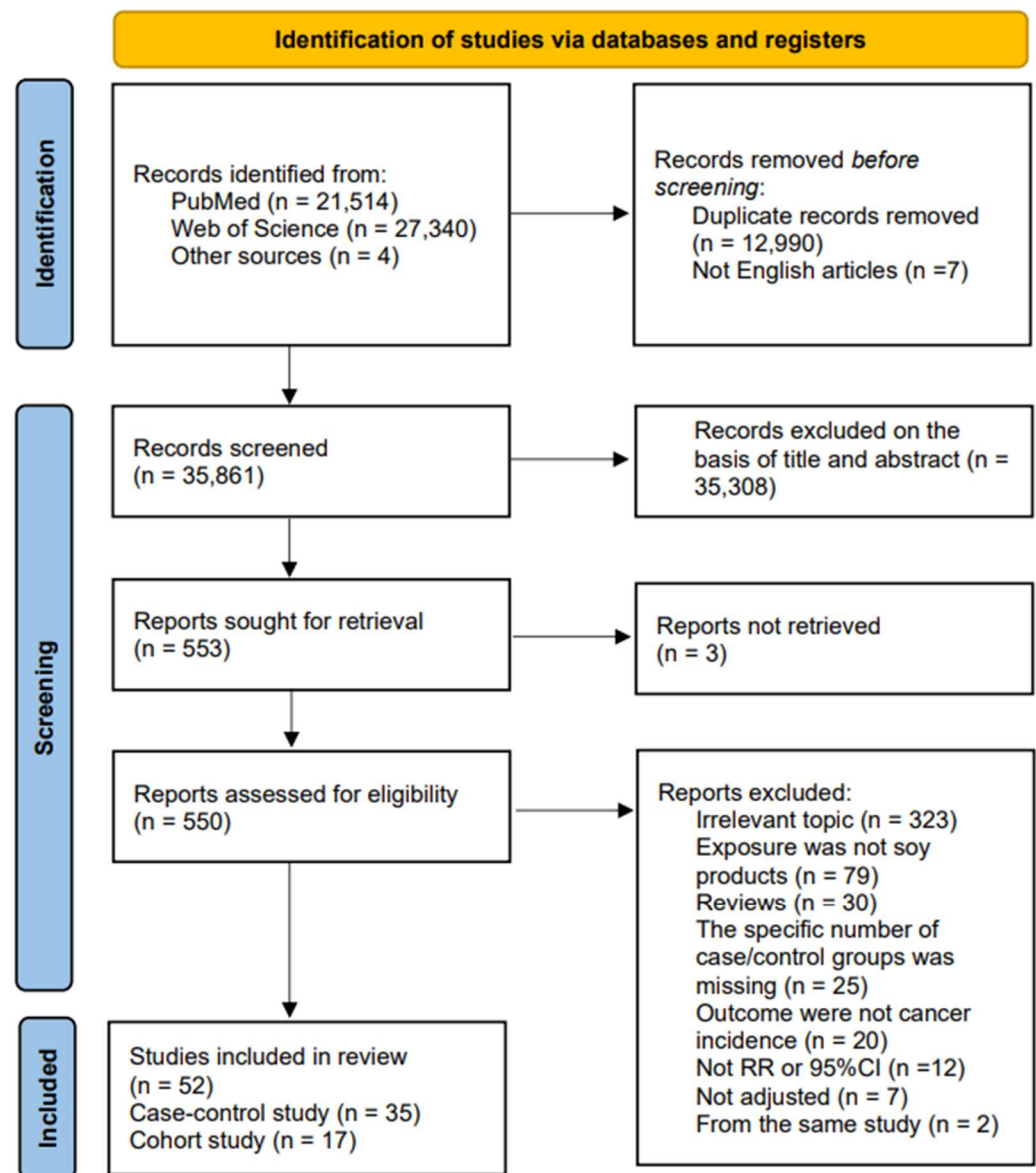 Identification of studies via databases and registers
Identification
Records identified from:
PubMed (n = 21,514)
Web of Science (n = 27,340)
Other sources (n = 4)
Records removed before
screening:
Duplicate records removed
(n = 12,990)
Not English articles (n =7)
Screening
Records screened
(n = 35,861)
Records excluded on the
basis of title and abstract (n =
35,308)
Reports sought for retrieval
(n = 553)
Reports not retrieved
(n = 3)
Reports assessed for eligibility
(n = 550)
Reports excluded:
Irrelevant topic (n = 323)
Exposure was not soy
products (n = 79)
Reviews (n = 30)
The specific number of
case/control groups was
missing (n = 25)
Outcome were not cancer
incidence (n = 20)
Not RR or 95%CI (n =12)
Not adjusted (n = 7)
From the same study (n = 2)
Included
Studies included in review
(n = 52)
Case-control study (n = 35)
Cohort study (n = 17)